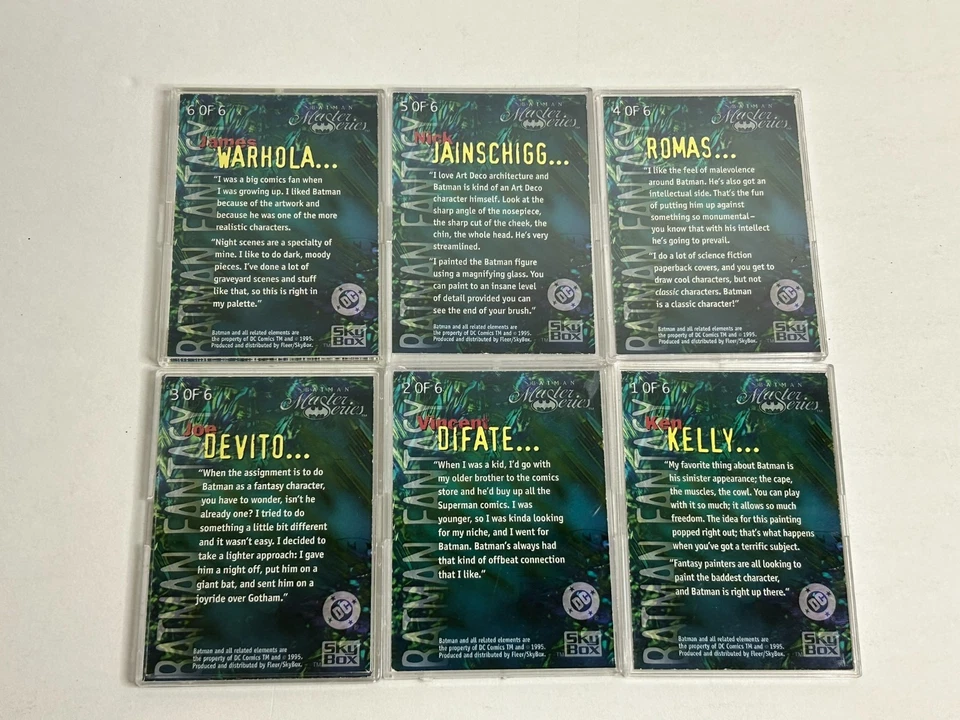 6 OF 6
BATMAN
Master Series
James
WARHOLA...
BATMAN FANTASY
"I was a big comics fan when
I was growing up. I liked Batman
because of the artwork and
because he was one of the more
realistic characters.
"Night scenes are a specialty of
mine. I like to do dark, moody
pieces. I've done a lot of
graveyard scenes and stuff
like that, so this is right in
my palette."
DC
Batman and all related elements are
the property of DC Comics TM and © 1995.
Produced and distributed by Fleer/SkyBox.
SKY
BOX
5 OF 6
BATMAN
Master Series
Nick
JAINSCHIGG...
BATMAN FANTASY
"I love Art Deco architecture and
Batman is kind of an Art Deco
character himself. Look at the
sharp angle of the nosepiece,
the sharp cut of the cheek, the
chin, the whole head. He's very
streamlined.
"I painted the Batman figure
using a magnifying glass. You
can paint to an insane level
of detail provided you can
see the end of your brush."
DC
Batman and all related elements are
the property of DC Comics TM and © 1995.
Produced and distributed by Fleer/SkyBox.
SKY
BOX
4 OF 6
BATMAN
Master Series
ROMAS...
BATMAN FANTASY
"I like the feel of malevolence
around Batman. He's also got an
intellectual side. That's the fun
of putting him up against
something so monumental–
you know that with his intellect
he's going to prevail.
"I do a lot of science fiction
paperback covers, and you get to
draw cool characters, but not
classic characters. Batman
is a classic character!"
DC
Batman and all related elements are
the property of DC Comics TM and © 1995.
Produced and distributed by Fleer/SkyBox.
SKY
BOX
3 OF 6
BATMAN
Master Series
Joe
DEVITO...
BATMAN FANTASY
"When the assignment is to do
Batman as a fantasy character,
you have to wonder, isn't he
already one? I tried to do
something a little bit different
and it wasn't easy. I decided to
take a lighter approach: I gave
him a night off, put him on a
giant bat, and sent him on a
joyride over Gotham."
DC
Batman and all related elements are
the property of DC Comics TM and © 1995.
Produced and distributed by Fleer/SkyBox.
SKY
BOX
2 OF 6
BATMAN
Master Series
Vincent
DIFATE...
BATMAN FANTASY
"When I was a kid, I'd go with
my older brother to the comics
store and he'd buy up all the
Superman comics. I was
younger, so I was kinda looking
for my niche, and I went for
Batman. Batman's always had
that kind of offbeat connection
that I like."
DC
Batman and all related elements are
the property of DC Comics TM and © 1995.
Produced and distributed by Fleer/SkyBox.
SKY
BOX
1 OF 6
BATMAN
Master Series
Ken
KELLY...
BATMAN FANTASY
"My favorite thing about Batman is
his sinister appearance; the cape,
the muscles, the cowl. You can play
with it so much; it allows so much
freedom. The idea for this painting
popped right out; that's what happens
when you've got a terrific subject.
"Fantasy painters are all looking to
paint the baddest character,
and Batman is right up there."
DC
Batman and all related elements are
the property of DC Comics TM and © 1995.
Produced and distributed by Fleer/SkyBox.
SKY
BOX